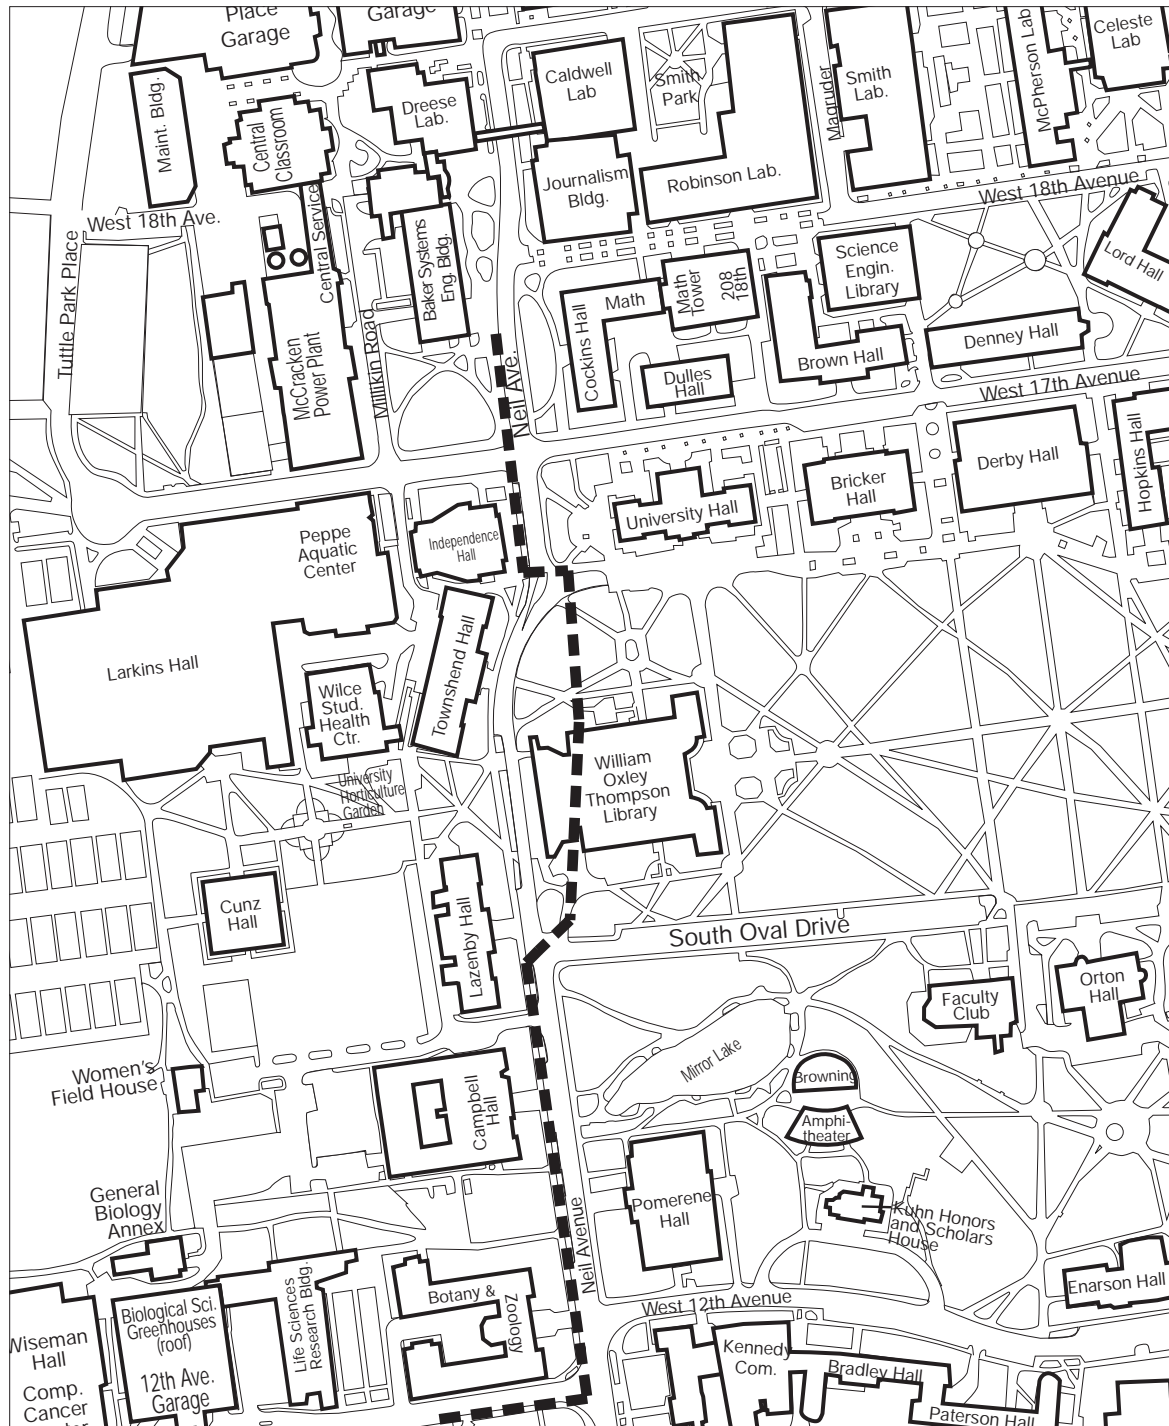 Place
Garage
Garage
Maint. Bldg.
Central
Classroom
Dreese
Lab.
Caldwell
Lab
Smith
Park
Magruder
Smith
Lab.
McPherson Lab
Celeste
Lab
Journalism
Bldg.
Robinson Lab.
West 18th Avenue
West 18th Ave.
Tuttle Park Place
Central Service
Baker Systems
Eng. Bldg.
Millikin Road
McCracken
Power Plant
Neil Ave.
Cockins Hall
Math
Math
Tower
208
18th
Science
Engin.
Library
Lord Hall
Dulles
Hall
Brown Hall
Denney Hall
West 17th Avenue
University Hall
Bricker
Hall
Derby Hall
Hopkins Hall
Peppe
Aquatic
Center
Independence
Hall
Larkins Hall
Wilce
Stud.
Health
Ctr.
Townshend Hall
University
Horticulture
Garden
William
Oxley
Thompson
Library
Cunz
Hall
Lazenby Hall
South Oval Drive
Faculty
Club
Orton
Hall
Mirror Lake
Browning
Amphi-
theater
Women's
Field House
Campbell
Hall
Pomerene
Hall
Kuhn Honors
and Scholars
House
General
Biology
Annex
Neil Avenue
Enarson Hall
West 12th Avenue
Wiseman
Hall
Comp.
Cancer
Biological Sci.
Greenhouses
(roof)
12th Ave.
Garage
Life Sciences
Research Bldg.
Botany &
Zoology
Kennedy
Com.
Bradley Hall
Paterson Hall